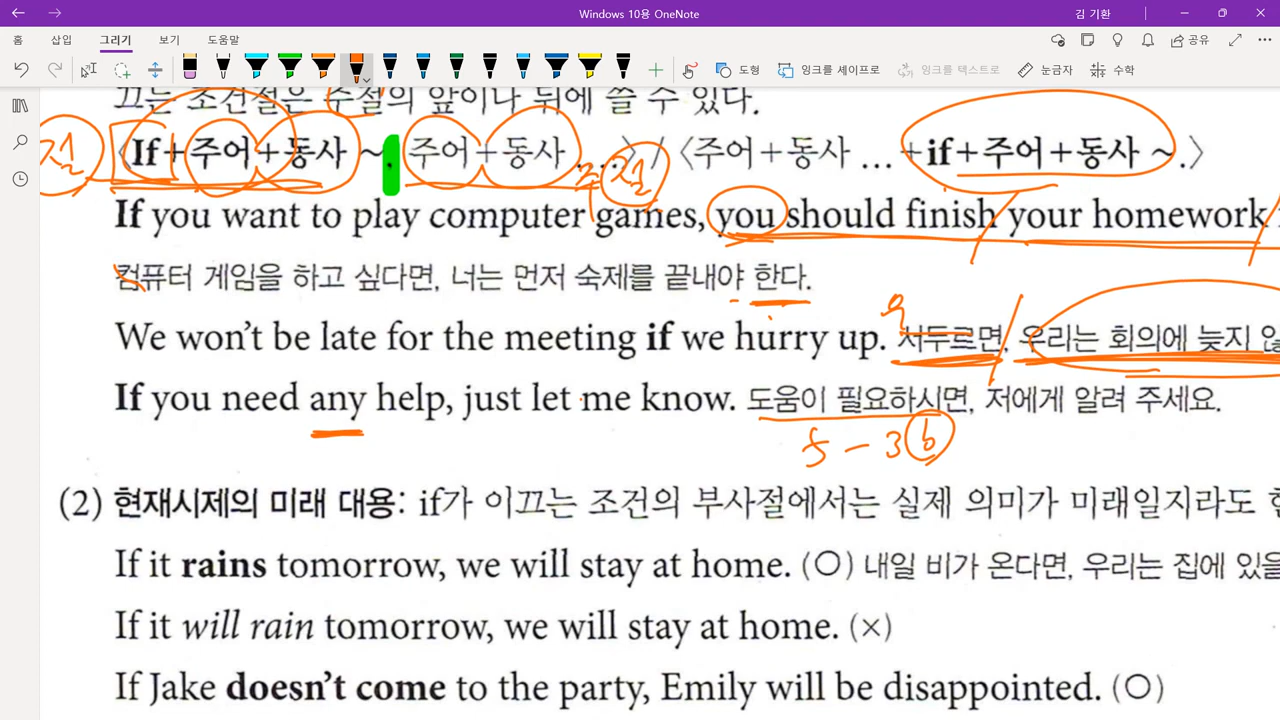 Windows 10용 OneNote
김 기환
홈 삽입 그리기 보기 도움말
공유
도형 잉크를 셰이프로 잉크를 텍스트로 눈금자 수학
끄는 조건절은 주절의 앞이나 뒤에 쓸 수 있다.
절 〈If+주어+동사 ~, 주어+동사 ...〉 / 〈주어+동사 ... +if+주어+동사 ~.〉
주절
If you want to play computer games, you should finish your homework
컴퓨터 게임을 하고 싶다면, 너는 먼저 숙제를 끝내야 한다.
We won't be late for the meeting if we hurry up. 서두르면, 우리는 회의에 늦지 않
If you need any help, just let me know. 도움이 필요하시면, 저에게 알려 주세요.
5 - 3 6
(2) 현재시제의 미래 대용: if가 이끄는 조건의 부사절에서는 실제 의미가 미래일지라도 현
If it rains tomorrow, we will stay at home. (○) 내일 비가 온다면, 우리는 집에 있을
If it will rain tomorrow, we will stay at home. (×)
If Jake doesn't come to the party, Emily will be disappointed. (○)